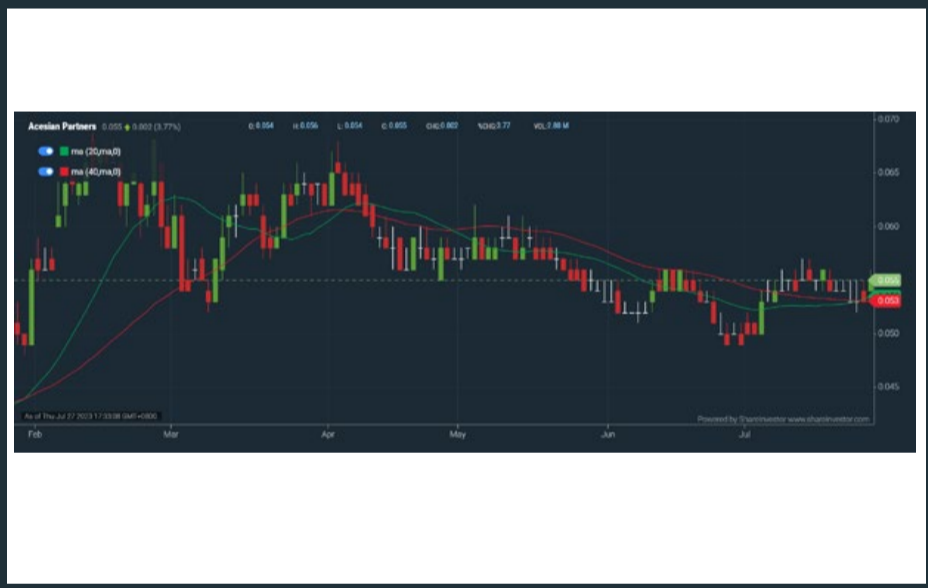 Acesian Partners 0.055 0.002 (3.77%) O: 0.054 H: 0.056 L: 0.054 C: 0.055 CHG: 0.002 %CHG: 3.77 VOL: 2.88 M
ma (20,ma,0)
ma (40,ma,0)
0.070
0.065
0.060
0.055
0.053
0.050
0.045
As of Thu Jul 27 2023 17:33:08 GMT+0800
Powered by ShareInvestor www.shareinvestor.com
Feb Mar Apr May Jun Jul